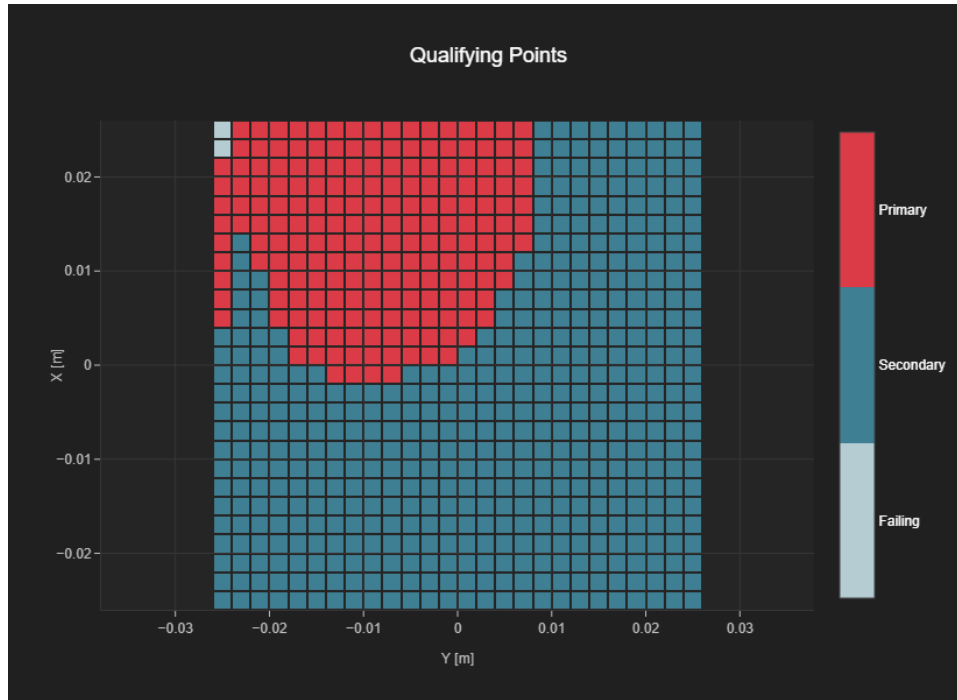 Qualifying Points
0.02
0.01
0
−0.01
−0.02
X [m]
−0.03
−0.02
−0.01
0
0.01
0.02
0.03
Y [m]
Primary
Secondary
Failing